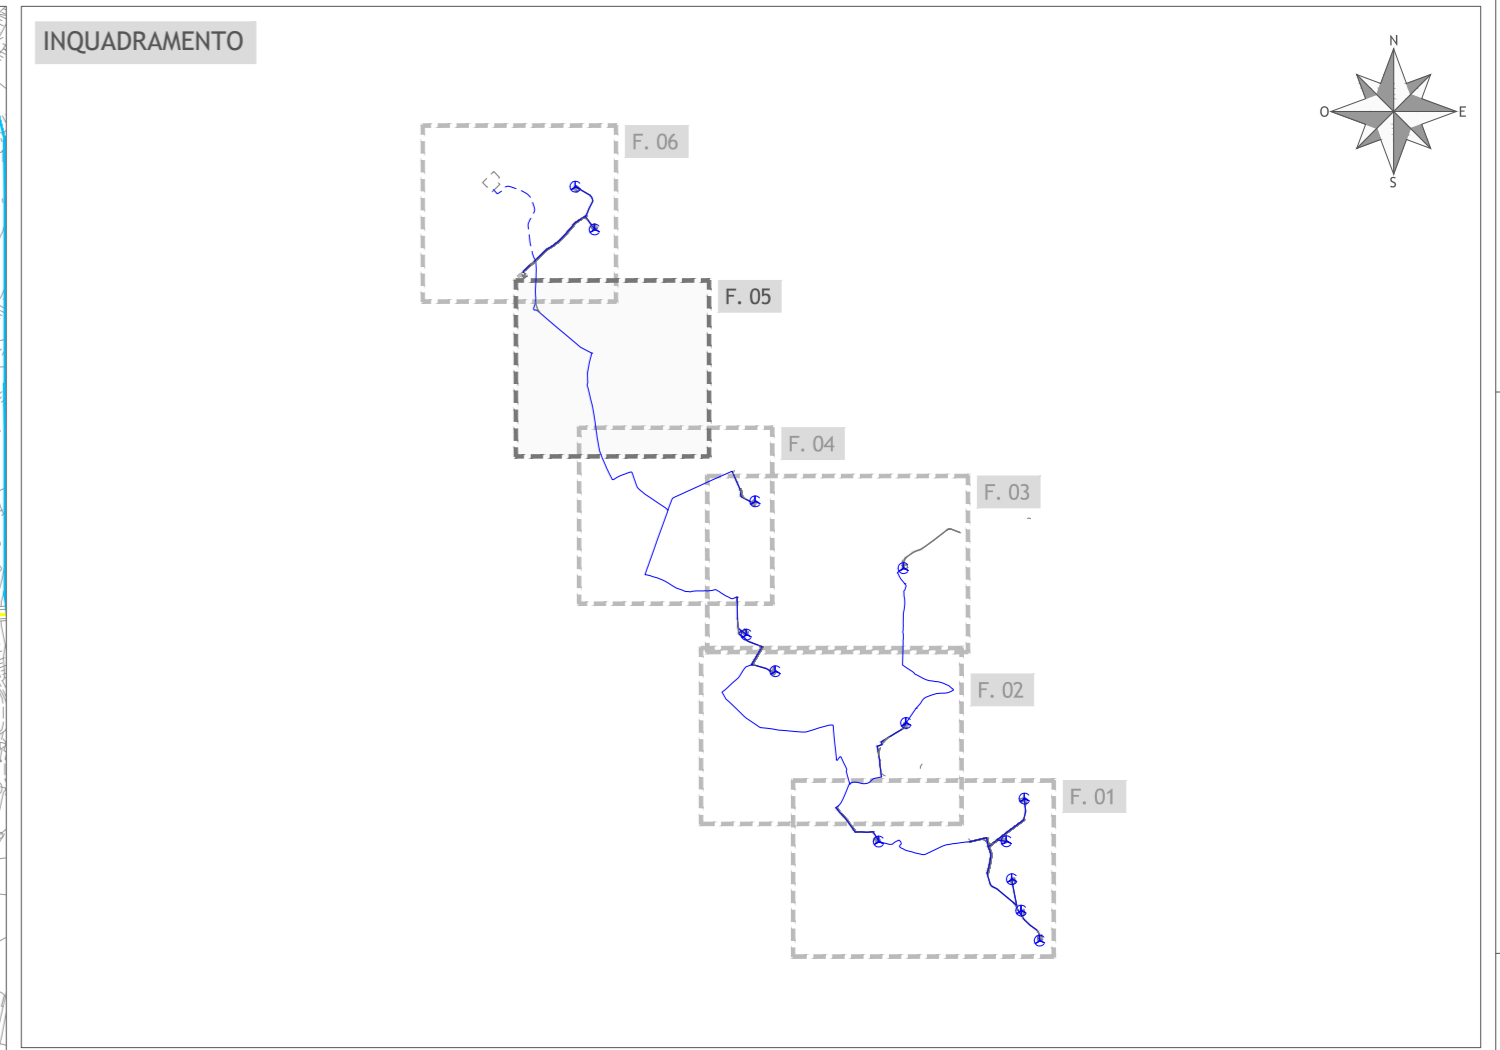 INQUADRAMENTO
N
O
E
S
F. 06
F. 05
F. 04
F. 03
F. 02
F. 01